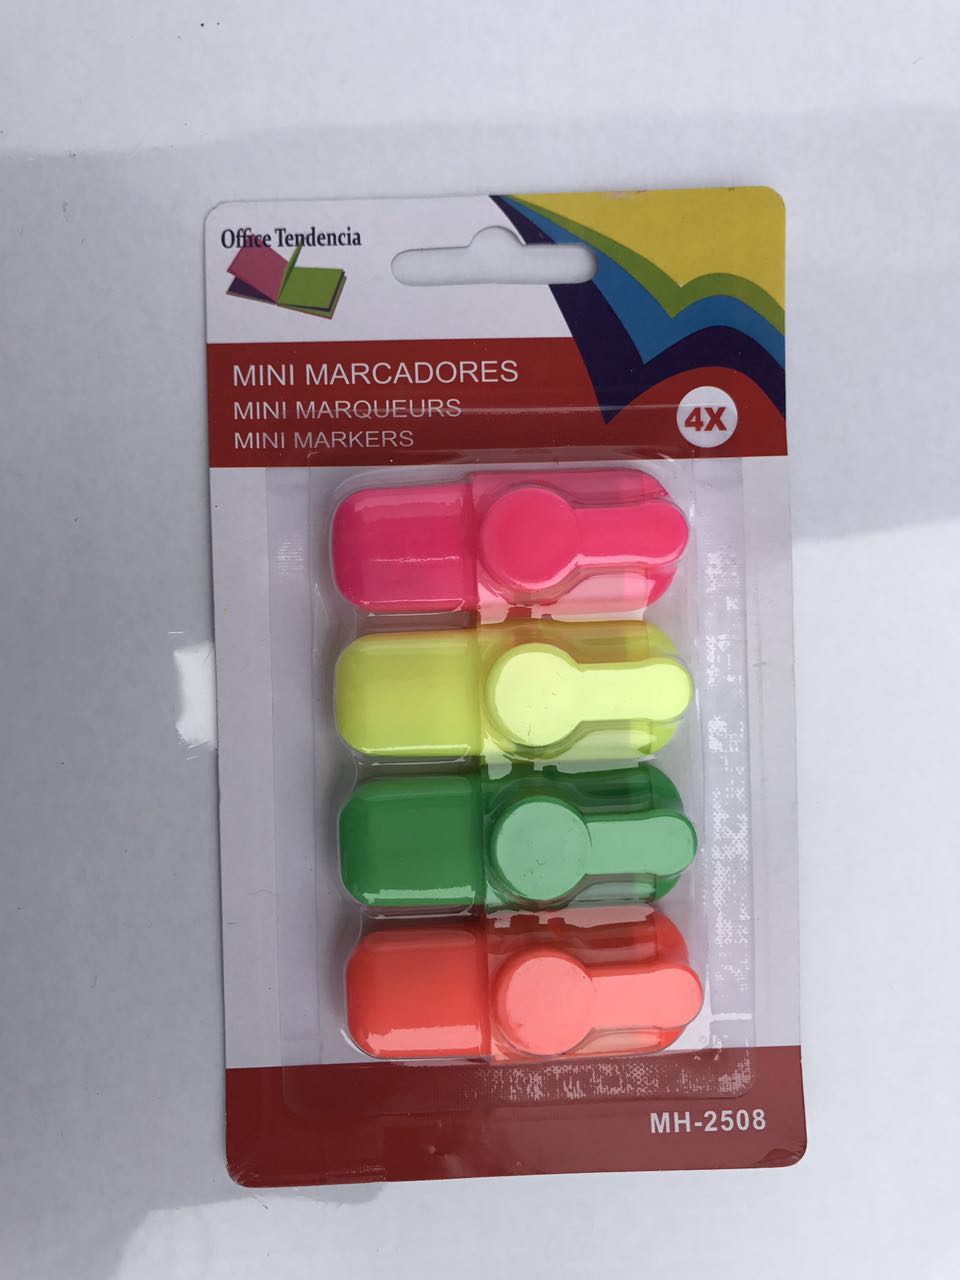 Office Tendencia
MINI MARCADORES
MINI MARQUEURS
MINI MARKERS
4X
MH-2508